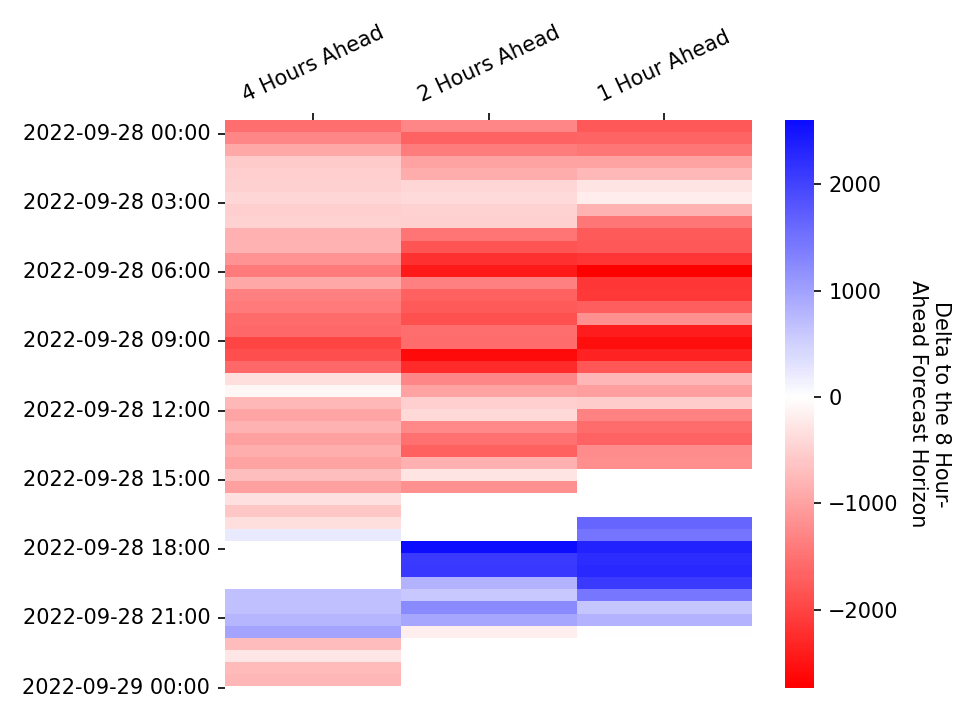 4 Hours Ahead
2 Hours Ahead
1 Hour Ahead
2022-09-28 00:00
2022-09-28 03:00
2022-09-28 06:00
2022-09-28 09:00
2022-09-28 12:00
2022-09-28 15:00
2022-09-28 18:00
2022-09-28 21:00
2022-09-29 00:00
2000
1000
0
−1000
−2000
Delta to the 8 Hour-
Ahead Forecast Horizon